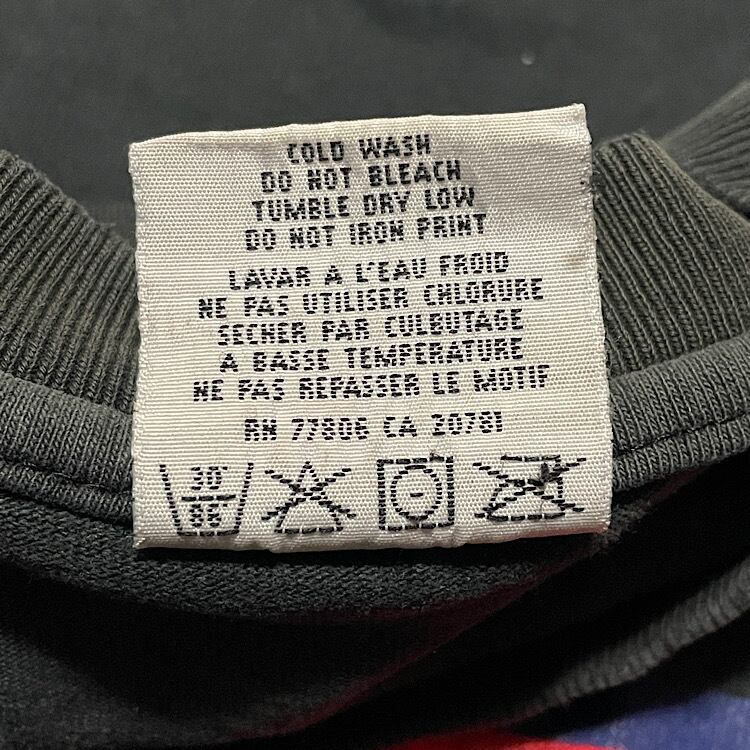 COLD WASH
DO NOT BLEACH
TUMBLE DRY LOW
DO NOT IRON PRINT
LAVAR A L'EAU FROID
NE PAS UTILISER CHLORURE
SECHER PAR CULBUTAGE
A BASSE TEMPERATURE
NE PAS REPASSER LE MOTIF
RN 77806 CA 20781
30°
86°